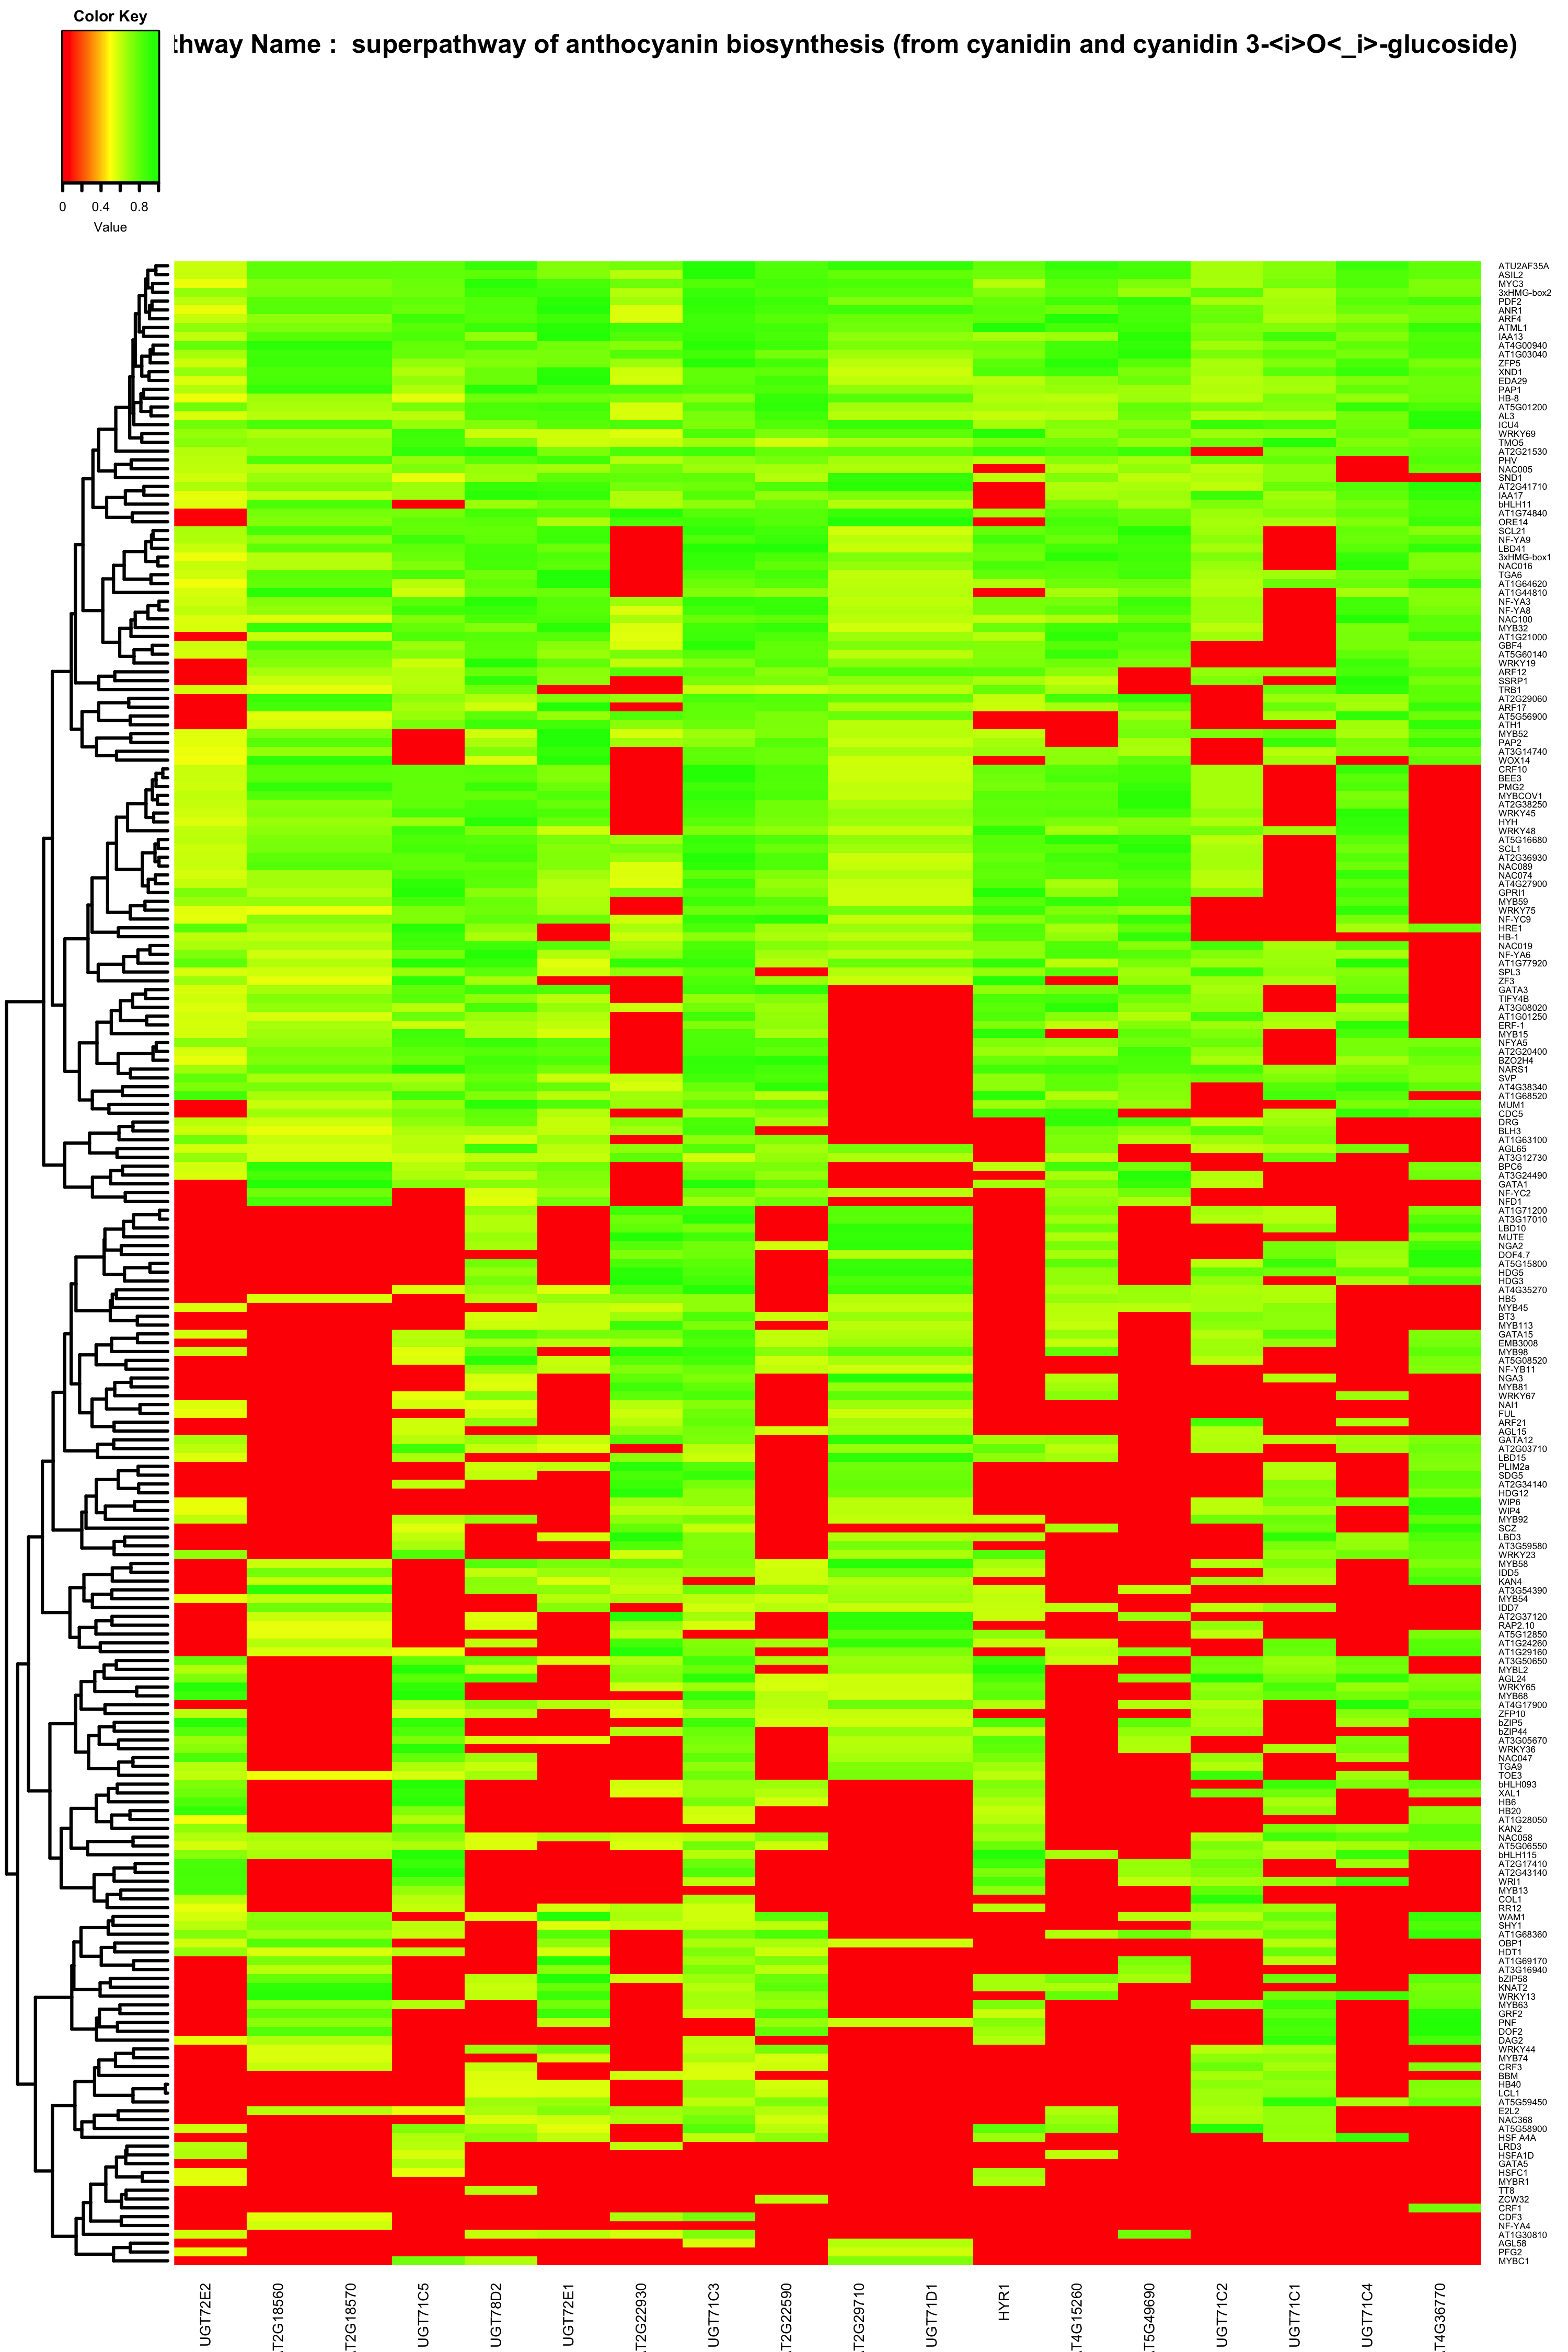 Color Key
thway Name : superpathway of anthocyanin biosynthesis (from cyanidin and cyanidin 3-<i>O<_i>-glucoside)
0 0.4 0.8
Value
ATU2AF35A
ASIL2
MYC3
3xHMG-box2
PDF2
ANR1
ARF4
ATML1
IAA13
AT4G00940
AT1G03040
ZFP5
XND1
EDA29
PAP1
HB-8
AT5G01200
AL3
ICU4
WRKY69
TMO5
AT2G21530
PHV
NAC005
SND1
AT2G41710
IAA17
bHLH11
AT1G74840
ORE14
SCL21
NF-YA9
LBD41
3xHMG-box1
NAC016
TGA6
AT1G64620
AT1G44810
NF-YA3
NF-YA8
NAC100
MYB32
AT1G21000
GBF4
AT5G60140
WRKY19
ARF12
SSRP1
TRB1
AT2G29060
ARF17
AT5G56900
ATH1
MYB52
PAP2
AT3G14740
WOX14
CRF10
BEE3
PMG2
MYBCOV1
AT2G38250
WRKY45
HYH
WRKY48
AT5G16680
SCL1
AT2G36930
NAC089
NAC074
AT4G27900
GPRI1
MYB59
WRKY75
NF-YC9
HRE1
HB-1
NAC019
NF-YA6
AT1G77920
SPL3
ZF3
GATA3
TIFY4B
AT3G08020
AT1G01250
ERF-1
MYB15
NFYA5
AT2G20400
BZO2H4
NARS1
SVP
AT4G38340
AT1G68520
MUM1
CDC5
DRG
BLH3
AT1G63100
AGL65
AT3G12730
BPC6
AT3G24490
GATA1
NF-YC2
NFD1
AT1G71200
AT3G17010
LBD10
MUTE
NGA2
DOF4.7
AT5G15800
HDG5
HDG3
AT4G35270
HB5
MYB45
BT3
MYB113
GATA15
EMB3008
MYB98
AT5G08520
NF-YB11
NGA3
MYB81
WRKY67
NAI1
FUL
ARF21
AGL15
GATA12
AT2G03710
LBD15
PLIM2a
SDG5
AT2G34140
HDG12
WIP6
WIP4
MYB92
SCZ
LBD3
AT3G59580
WRKY23
MYB58
IDD5
KAN4
AT3G54390
MYB54
IDD7
AT2G37120
RAP2.10
AT5G12850
AT1G24260
AT1G29160
AT3G50650
MYBL2
AGL24
WRKY65
MYB68
AT4G17900
ZFP10
bZIP5
bZIP44
AT3G05670
WRKY36
NAC047
TGA9
TOE3
bHLH093
XAL1
HB6
HB20
AT1G28050
KAN2
NAC058
AT5G06550
bHLH115
AT2G17410
AT2G43140
WRI1
MYB13
COL1
RR12
WAM1
SHY1
AT1G68360
OBP1
HDT1
AT1G69170
AT3G16940
bZIP58
KNAT2
WRKY13
MYB63
GRF2
PNF
DOF2
DAG2
WRKY44
MYB74
CRF3
BBM
HB40
LCL1
AT5G59450
E2L2
NAC368
AT5G58900
HSF A4A
LRD3
HSFA1D
GATA5
HSFC1
MYBR1
TT8
ZCW32
CRF1
CDF3
NF-YA4
AT1G30810
AGL58
PFG2
MYBC1
UGT72E2
T2G18560
T2G18570
UGT71C5
UGT78D2
UGT72E1
T2G22930
UGT71C3
T2G22590
T2G29710
UGT71D1
HYR1
T4G15260
T5G49690
UGT71C2
UGT71C1
UGT71C4
T4G36770